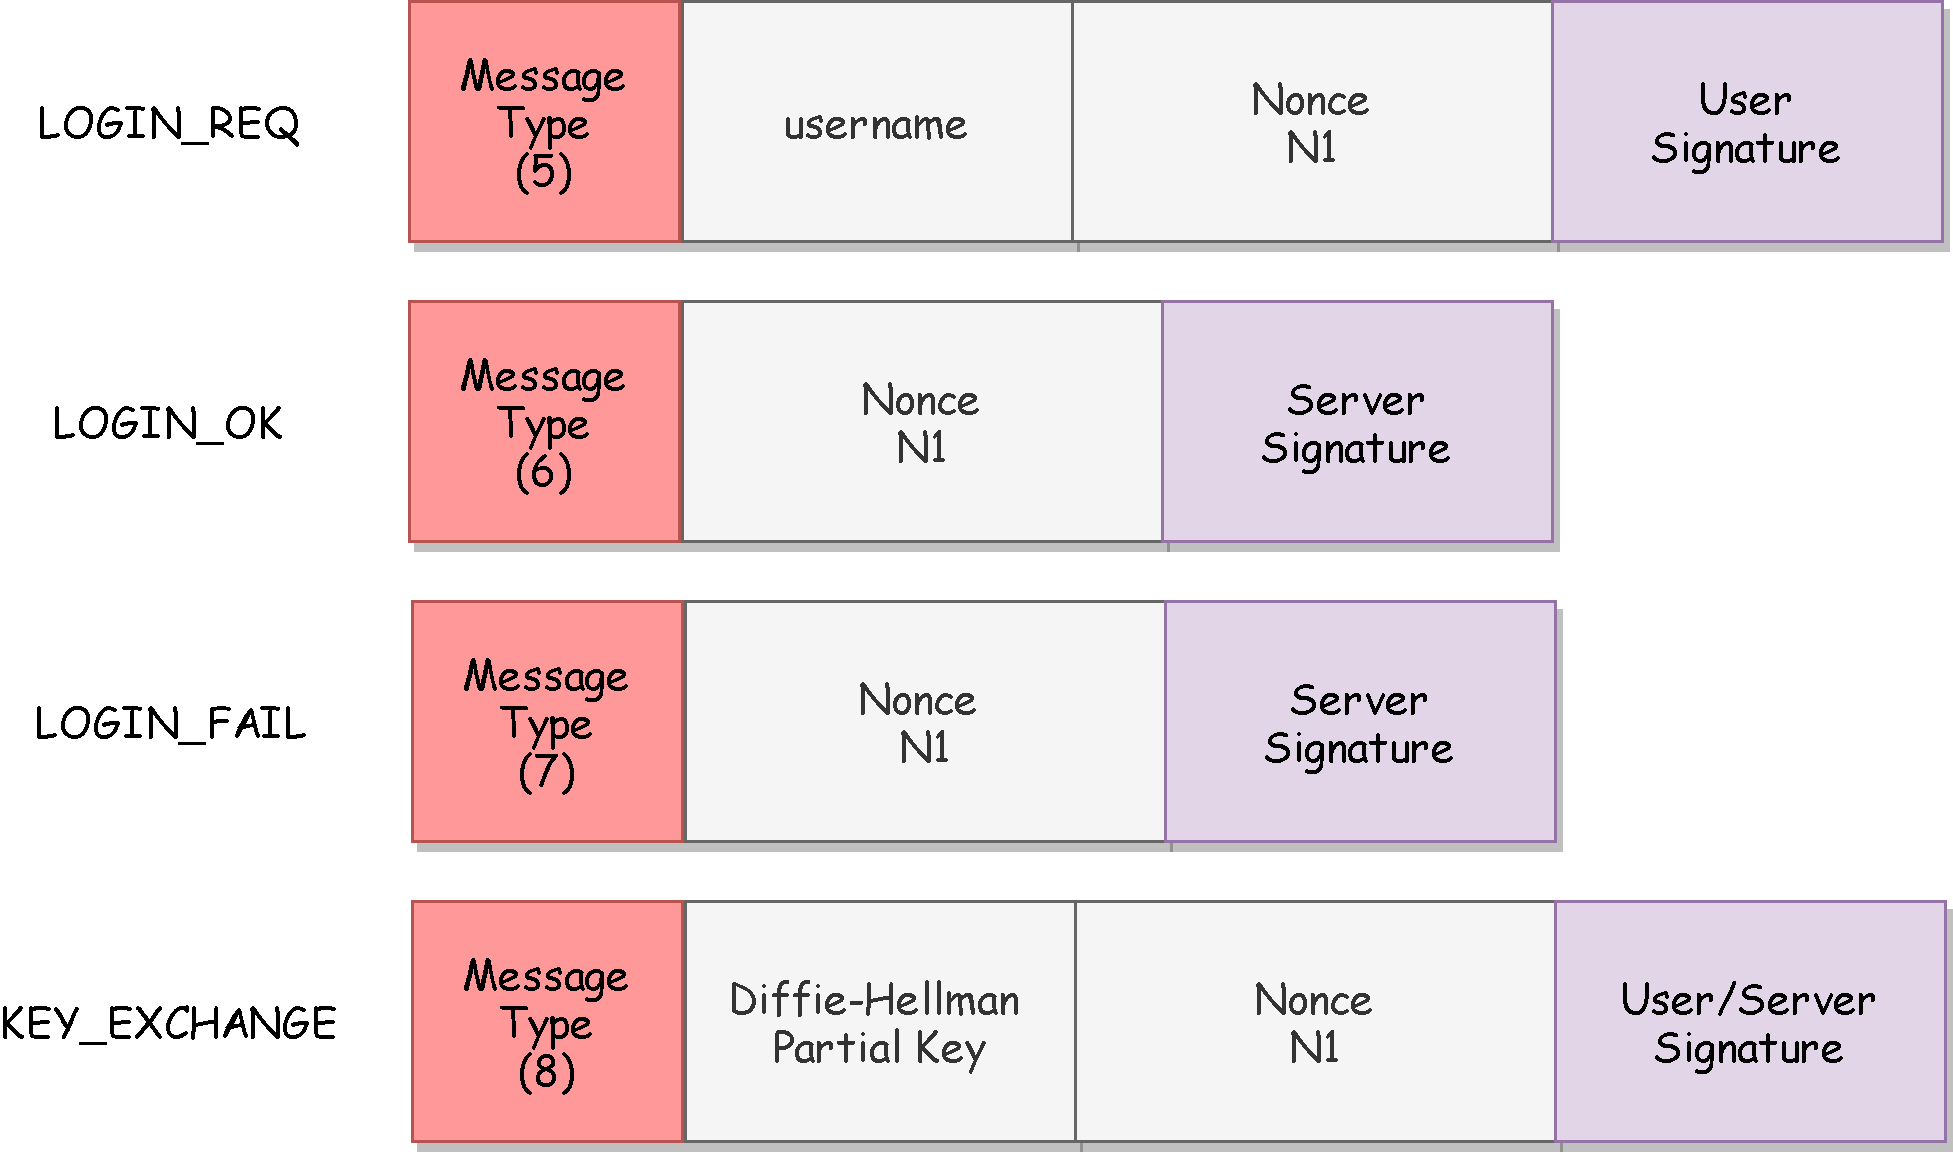 LOGIN_REQ
Message
Type
(5)
username
Nonce
N1
User
Signature
LOGIN_OK
Message
Type
(6)
Nonce
N1
Server
Signature
LOGIN_FAIL
Message
Type
(7)
Nonce
N1
Server
Signature
KEY_EXCHANGE
Message
Type
(8)
Diffie-Hellman
Partial Key
Nonce
N1
User/Server
Signature